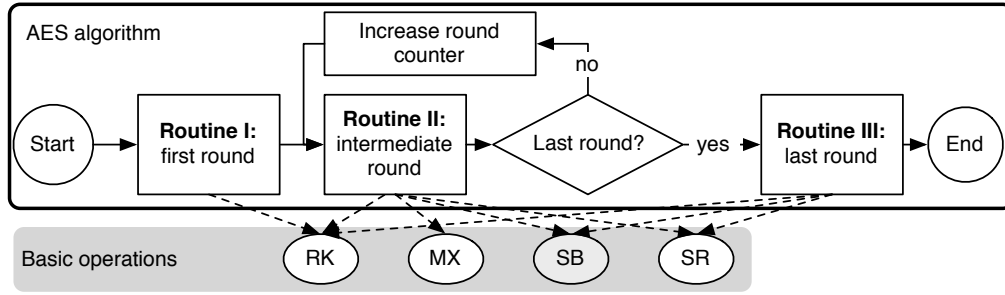 AES algorithm
Increase round
counter
no
Start
Routine I:
first round
Routine II:
intermediate
round
Last round?
yes
Routine III:
last round
End
Basic operations
RK
MX
SB
SR